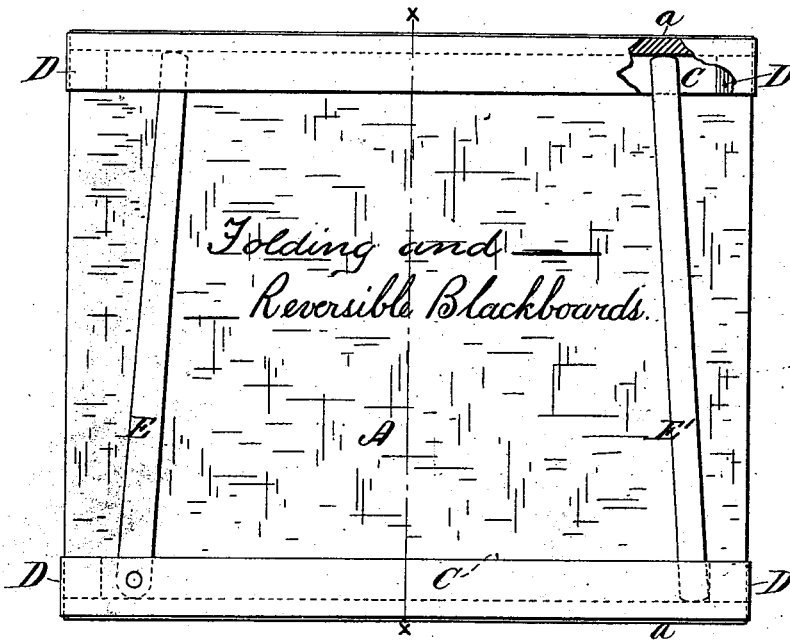 x
a
D C D
Folding and
Reversible Blackboards.
E A E'
D C' D
x a